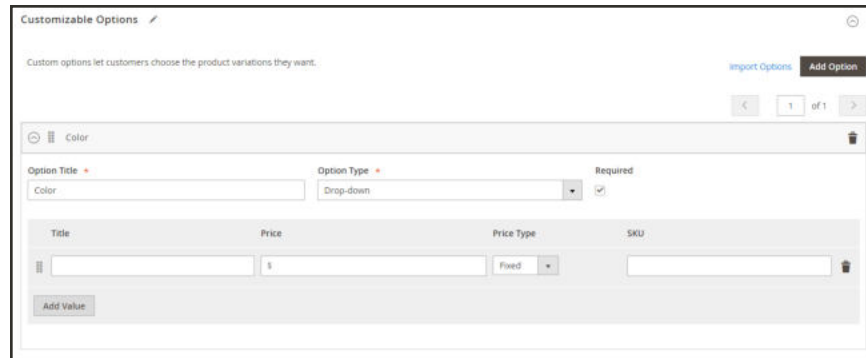 Customizable Options
Custom options let customers choose the product variations they want.
Import Options Add Option
1 of 1
Color
Option Title * Option Type * Required
Color Drop-down
Title Price Price Type SKU
$ Fixed
Add Value